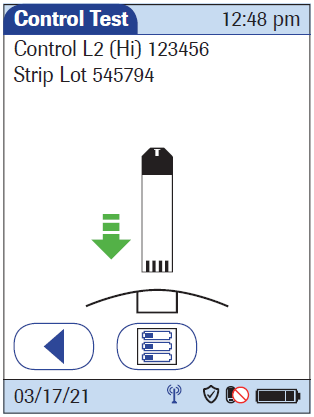 Control Test 12:48 pm
Control L2 (Hi) 123456
Strip Lot 545794
03/17/21